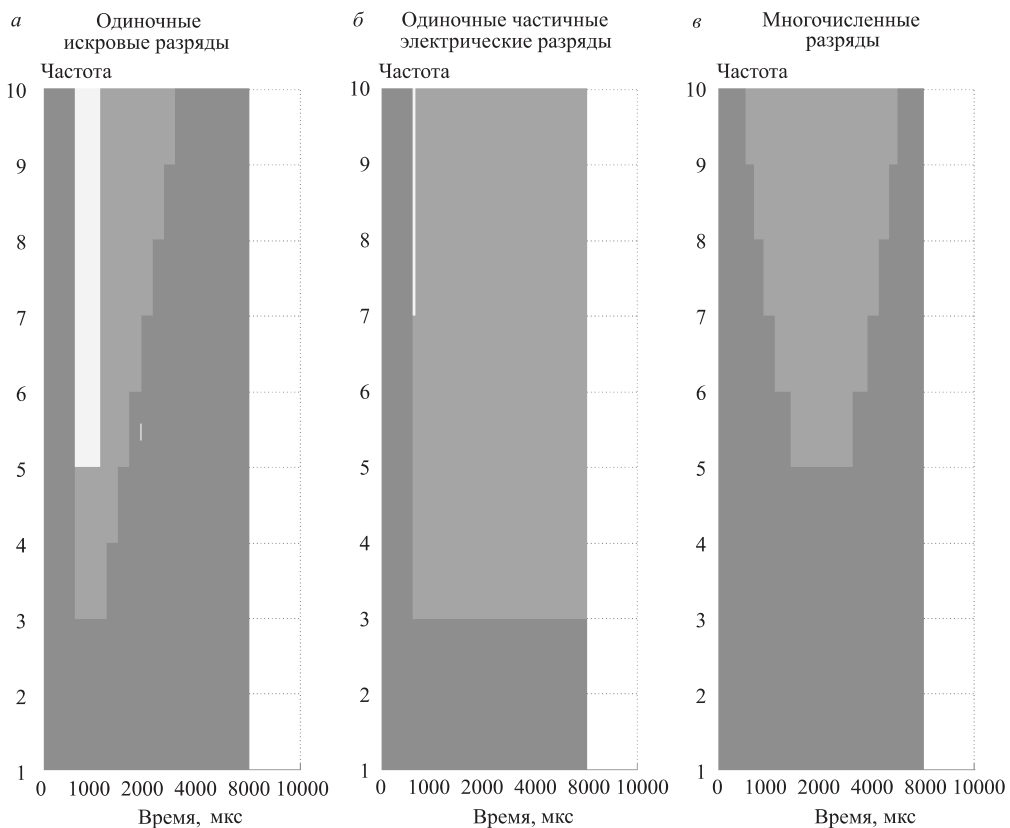 а Одиночные
искровые разряды
Частота
10
9
8
7
6
5
4
3
2
1
0 1000 2000 4000 8000 10000
Время, мкс
б Одиночные частичные
электрические разряды
Частота
10
9
8
7
6
5
4
3
2
1
0 1000 2000 4000 8000 10000
Время, мкс
в Многочисленные
разряды
Частота
10
9
8
7
6
5
4
3
2
1
0 1000 2000 4000 8000 10000
Время, мкс